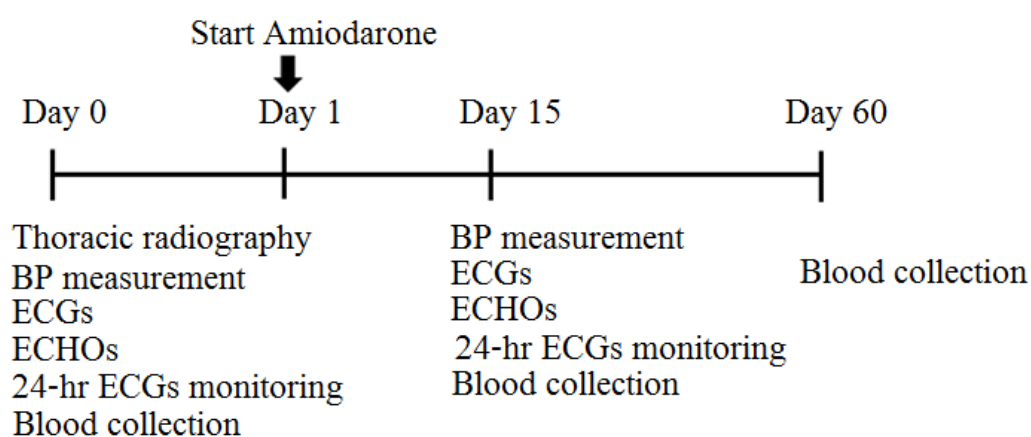 Start Amiodarone
Day 0 Day 1 Day 15 Day 60
Thoracic radiography
BP measurement
ECGs
ECHOs
24-hr ECGs monitoring
Blood collection
BP measurement
ECGs
ECHOs
24-hr ECGs monitoring
Blood collection
Blood collection